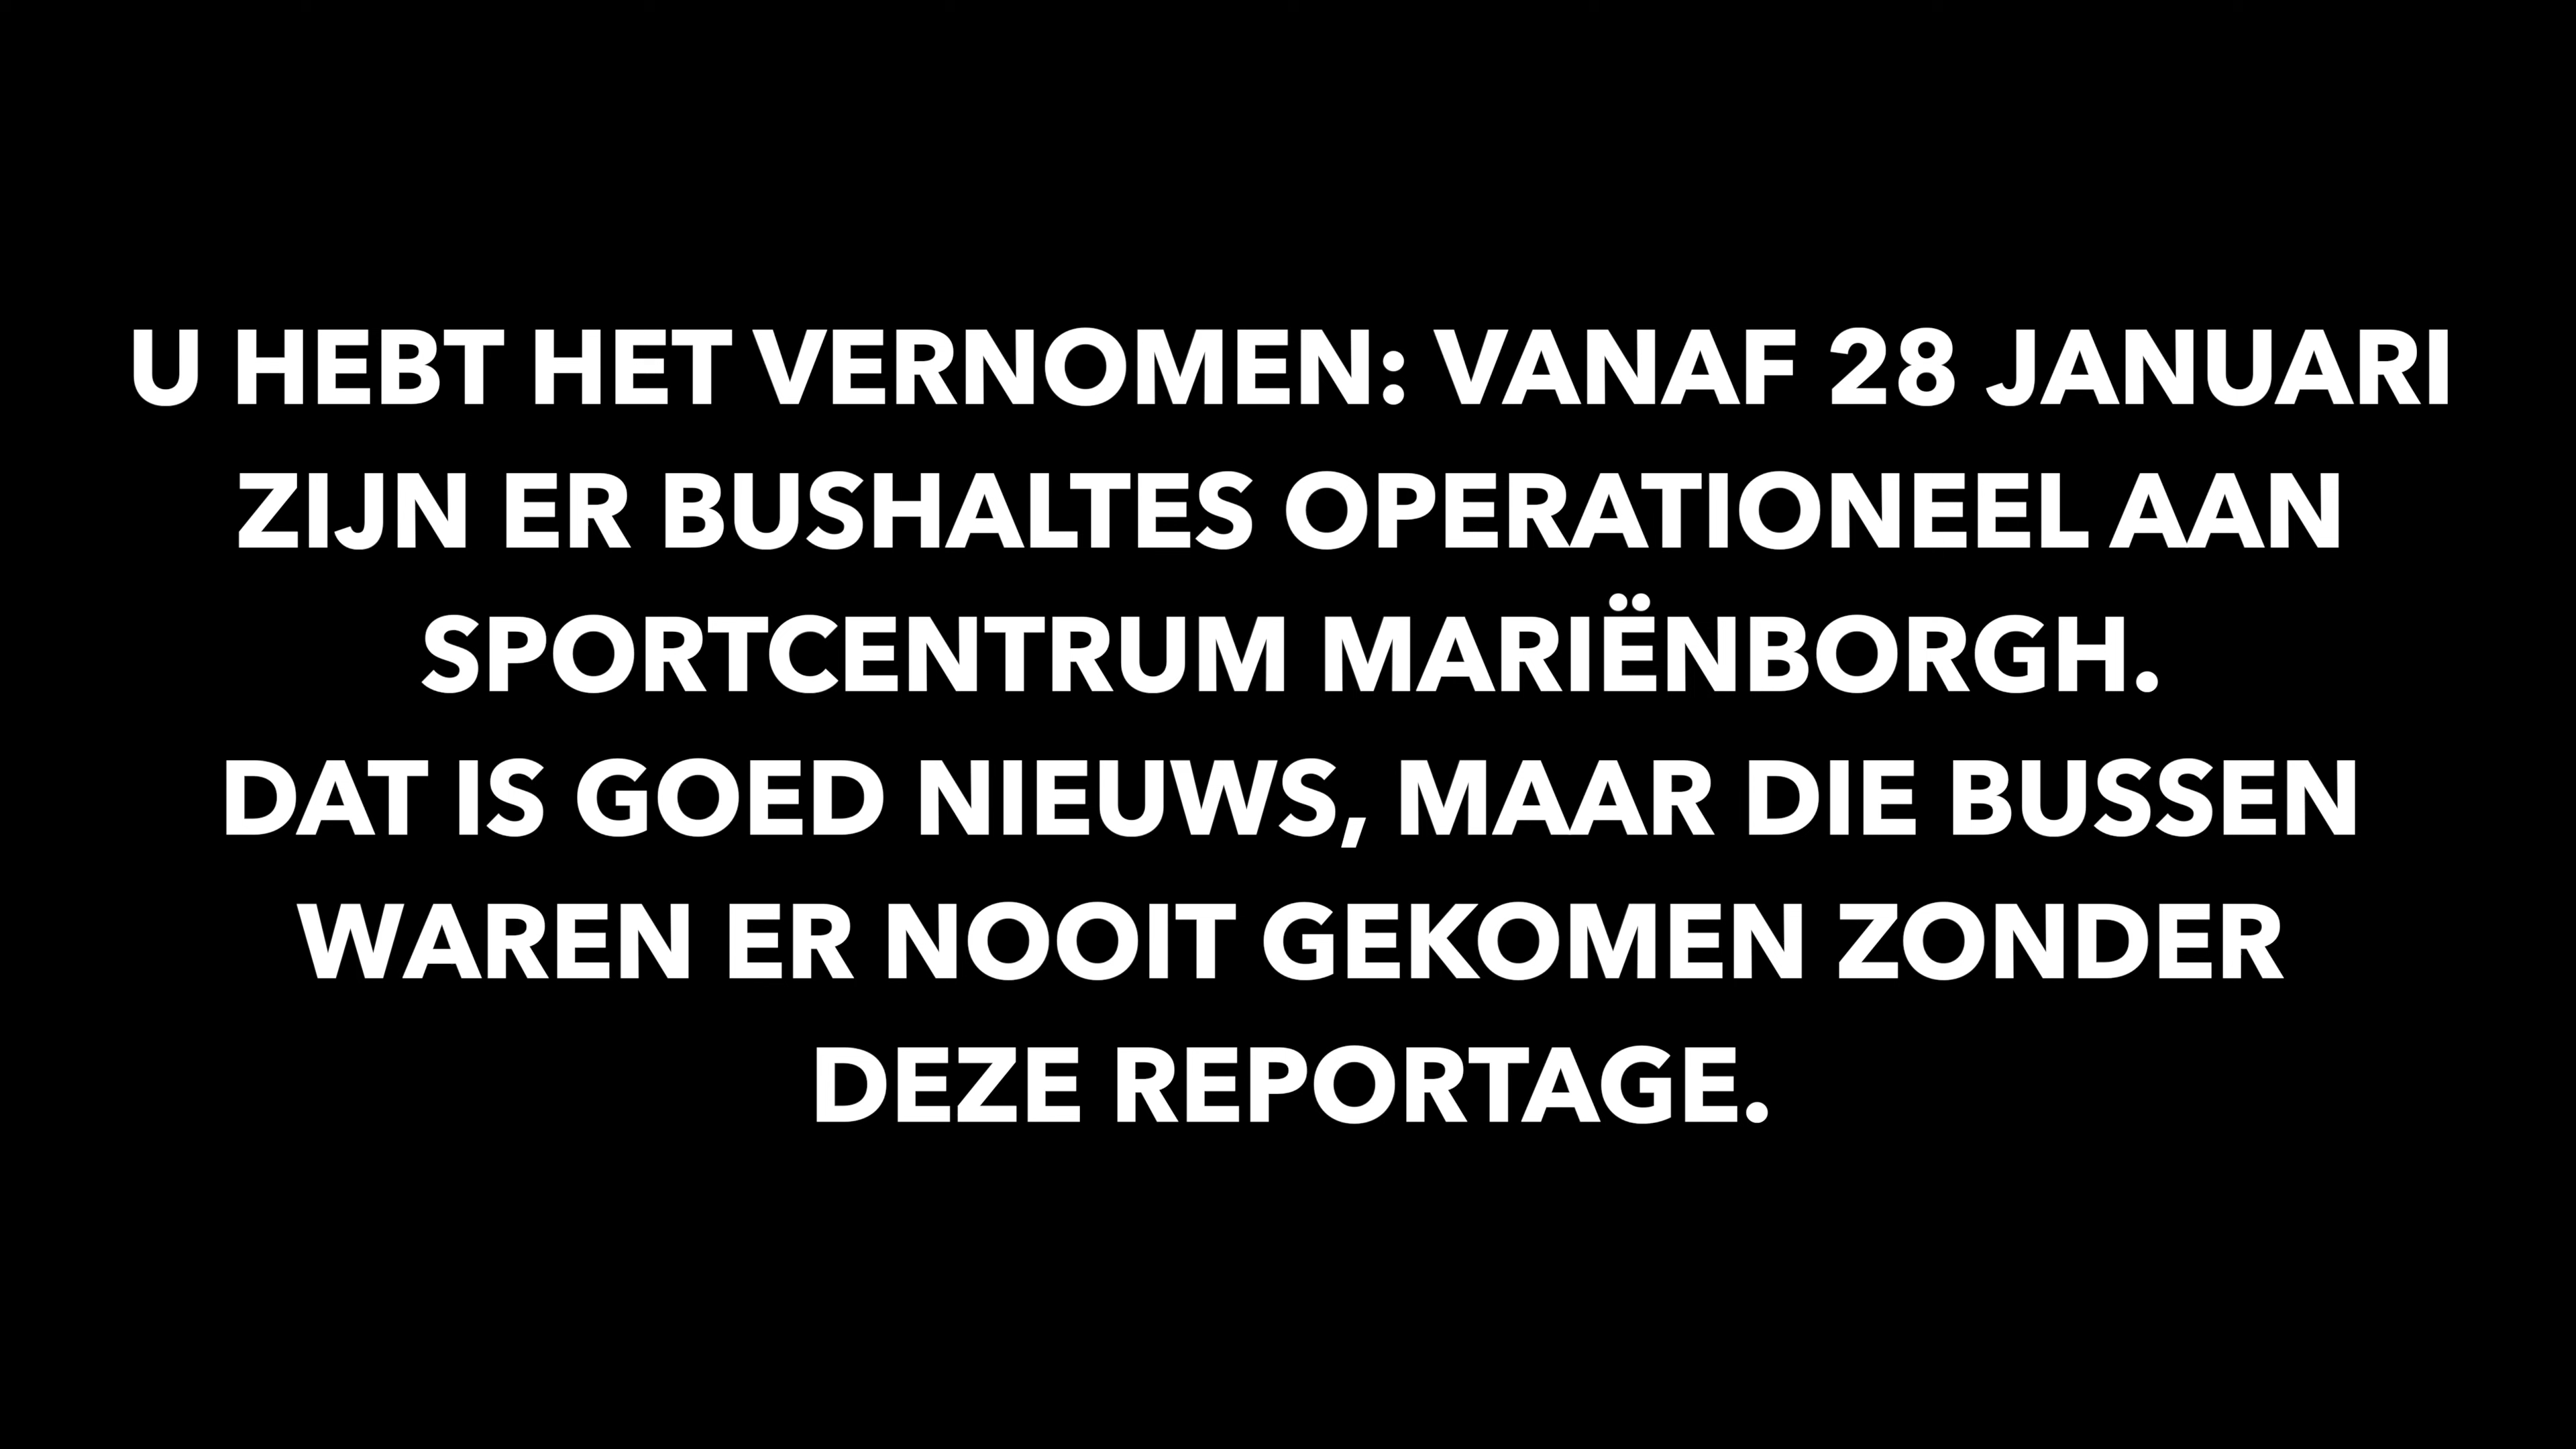 U HEBT HET VERNOMEN: VANAF 28 JANUARI
ZIJN ER BUSHALTES OPERATIONEEL AAN
SPORTCENTRUM MARIËNBORGH.
DAT IS GOED NIEUWS, MAAR DIE BUSSEN
WAREN ER NOOIT GEKOMEN ZONDER
DEZE REPORTAGE.